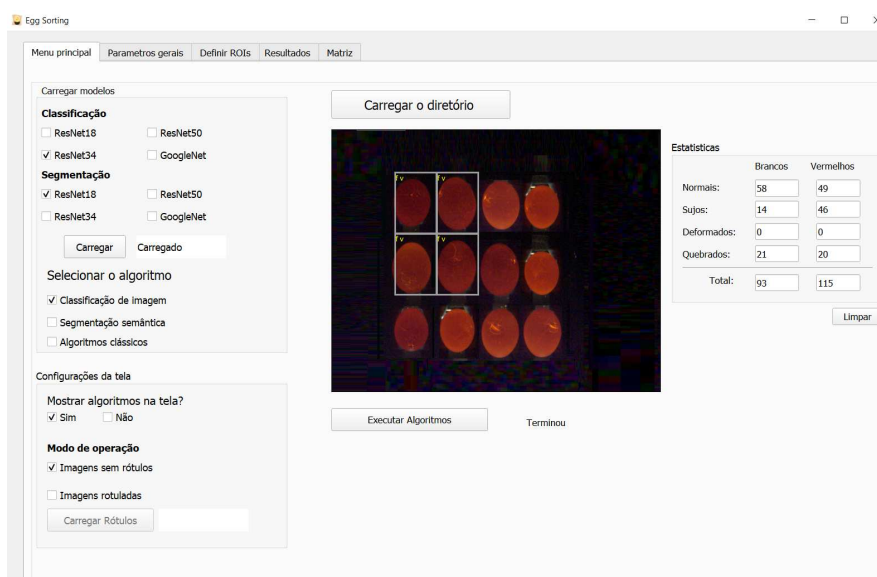 Egg Sorting
Menu principal Parametros gerais Definir ROIs Resultados Matriz
Carregar modelos
Classificação
ResNet18 ResNet50
ResNet34 GoogleNet
Segmentação
ResNet18 ResNet50
ResNet34 GoogleNet
Carregar Carregado
Selecionar o algoritmo
Classificação de imagem
Segmentação semântica
Algoritmos clássicos
Configurações da tela
Mostrar algoritmos na tela?
Sim Não
Modo de operação
Imagens sem rótulos
Imagens rotuladas
Carregar Rótulos
Carregar o diretório
f v f v
f v f v
Executar Algoritmos Terminou
Estatisticas
Brancos Vermelhos
Normais: 58 49
Sujos: 14 46
Deformados: 0 0
Quebrados: 21 20
Total: 93 115
Limpar